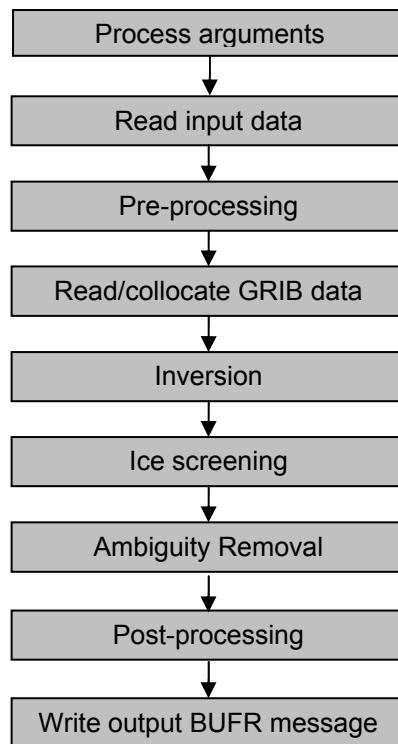 Process arguments
Read input data
Pre-processing
Read/collocate GRIB data
Inversion
Ice screening
Ambiguity Removal
Post-processing
Write output BUFR message